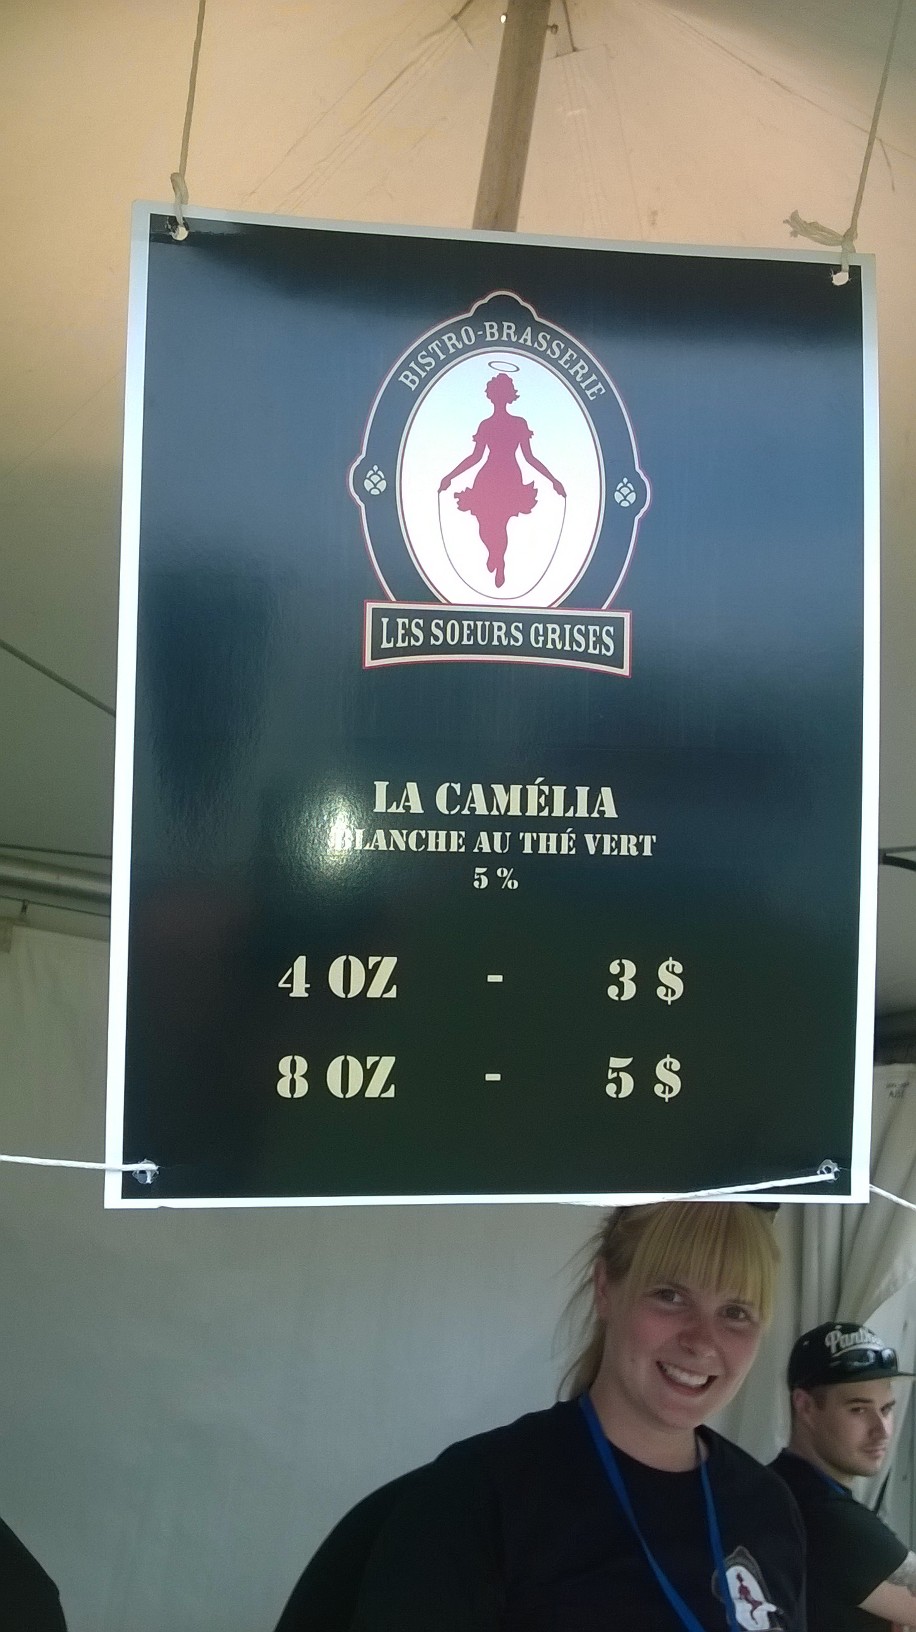 BISTRO-BRASSERIE
LES SOEURS GRISES
LA CAMÉLIA
BLANCHE AU THÉ VERT
5 %
4 OZ - 3 $
8 OZ - 5 $